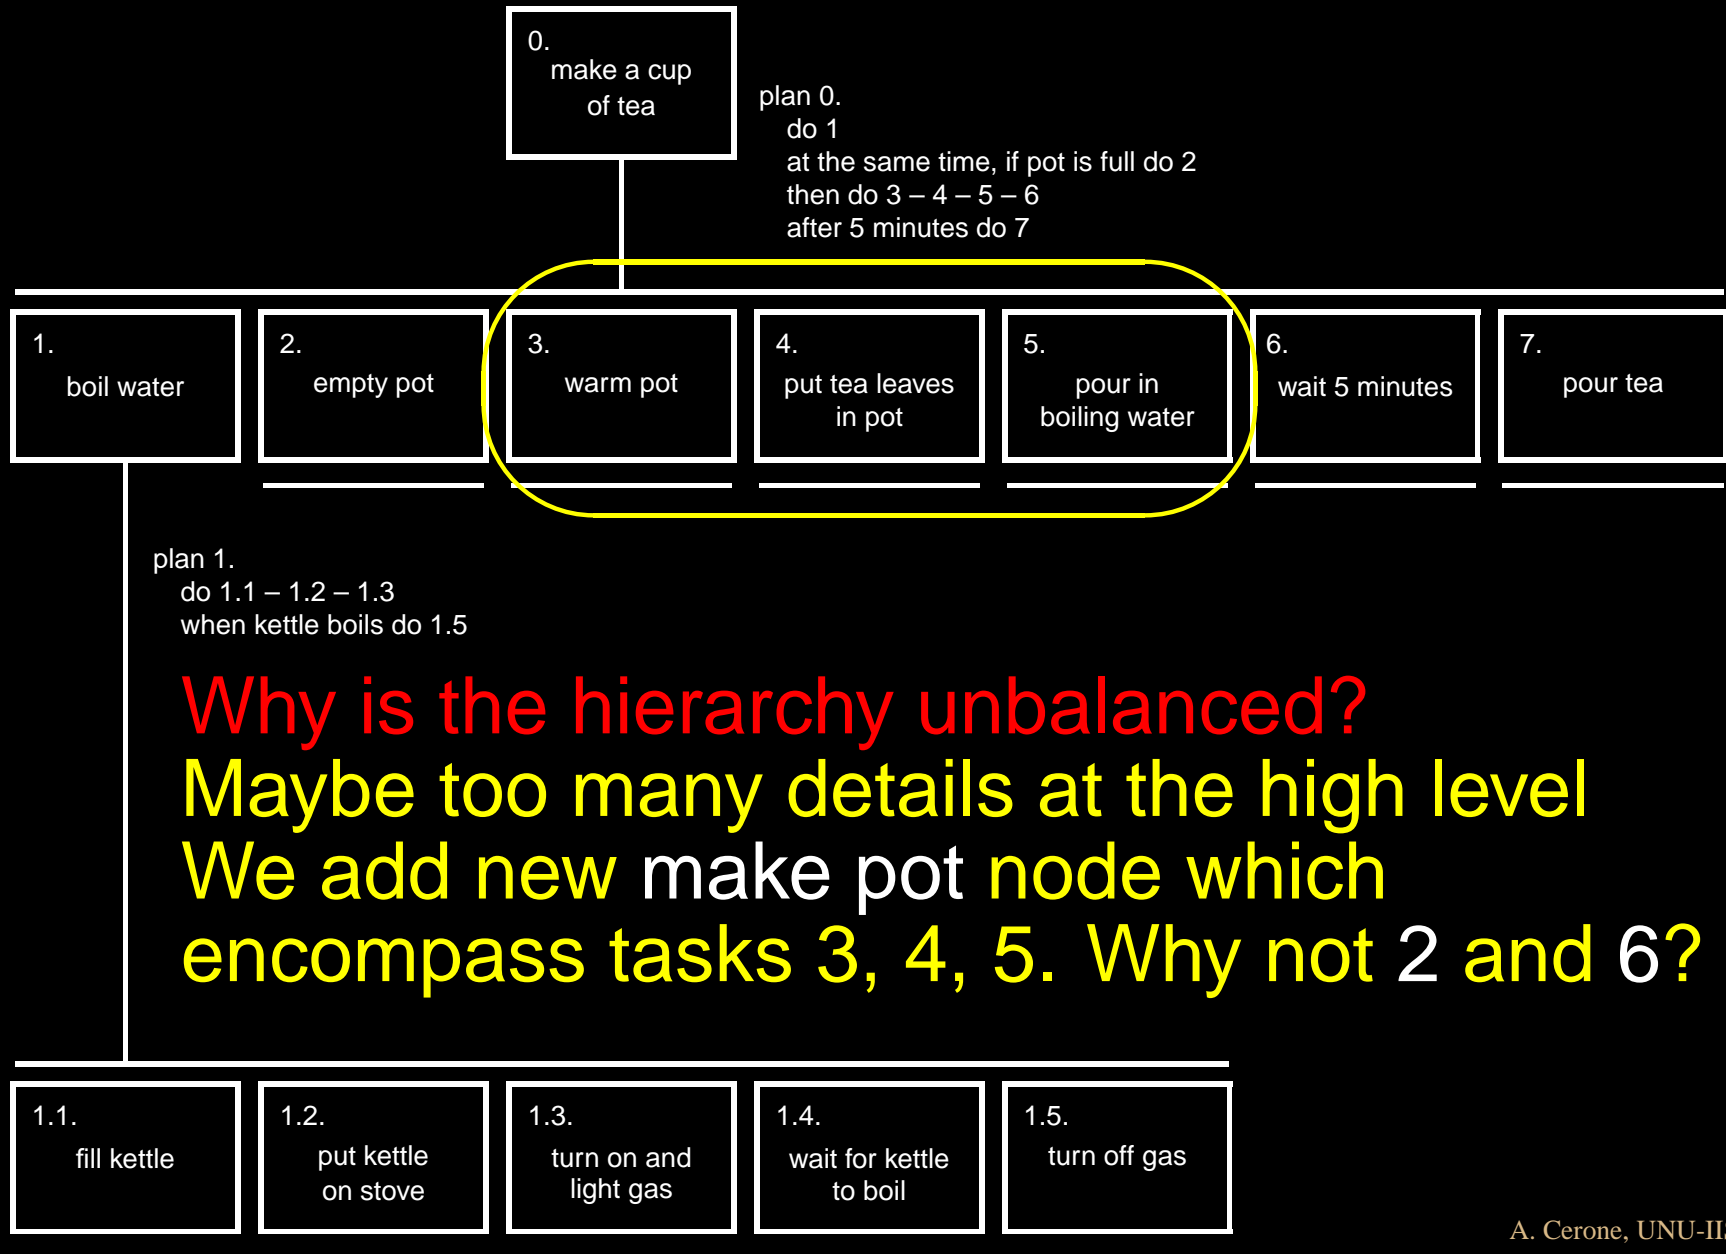 0.
make a cup
of tea
plan 0.
do 1
at the same time, if pot is full do 2
then do 3 – 4 – 5 – 6
after 5 minutes do 7
1.
boil water
2.
empty pot
3.
warm pot
4.
put tea leaves
in pot
5.
pour in
boiling water
6.
wait 5 minutes
7.
pour tea
plan 1.
do 1.1 – 1.2 – 1.3
when kettle boils do 1.5
Why is the hierarchy unbalanced?
Maybe too many details at the high level
We add new make pot node which
encompass tasks 3, 4, 5. Why not 2 and 6?
1.1.
fill kettle
1.2.
put kettle
on stove
1.3.
turn on and
light gas
1.4.
wait for kettle
to boil
1.5.
turn off gas
A. Cerone, UNU-II